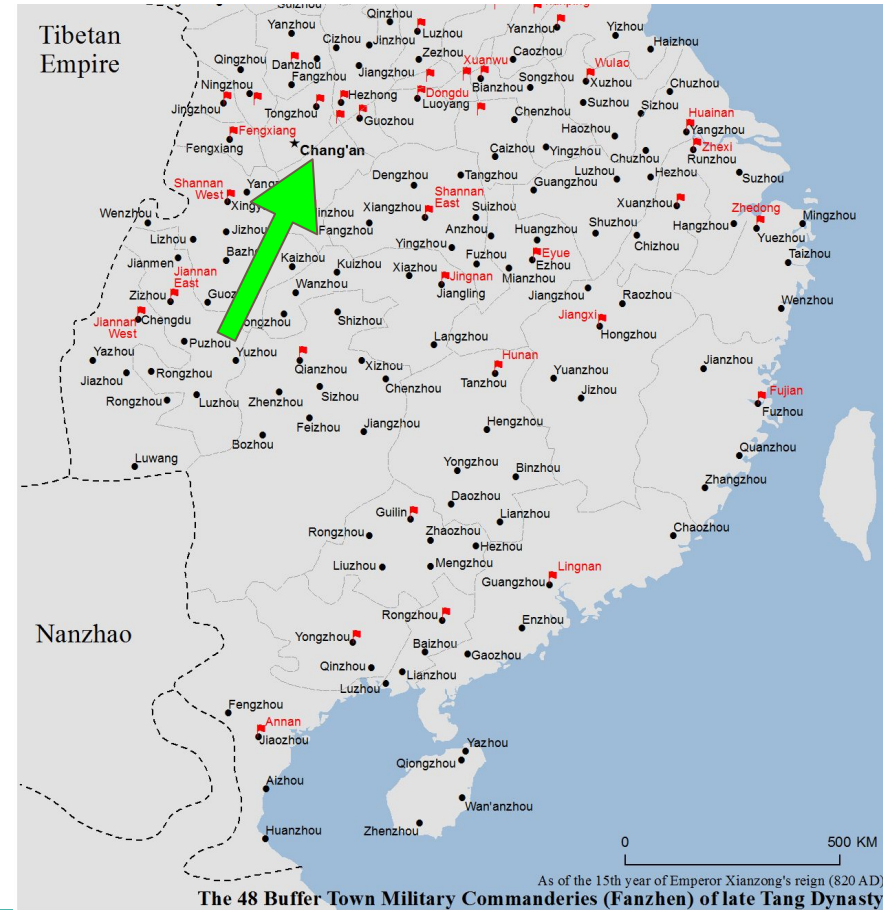 Tibetan
Empire
Qinzhou
Luzhou
Yanzhou
Cizhou
Jinzhou
Yanzhou
Yizhou
Haizhou
Qingzhou
Danzhou
Fangzhou
Jiangzhou
Zezhou
Xuanwu
Bianzhou
Caozhou
Songzhou
Wulao
Xuzhou
Chuzhou
Ningzhou
Jingzhou
Tongzhou
Hezhong
Guozhou
Dongdu
Luoyang
Chenzhou
Suzhou
Sizhou
Huainan
Yangzhou
Fengxiang
Fengxiang
Chang'an
Haozhou
Zhexi
Runzhou
Caizhou
Yingzhou
Chuzhou
Dengzhou
Tangzhou
Guangzhou
Luzhou
Hezhou
Suzhou
Shannan
West
Shannan
East
Xiangzhou
Suizhou
Xuanzhou
Zhedong
Mingzhou
Wenzhou
Fangzhou
Anzhou
Huangzhou
Shuzhou
Chizhou
Hangzhou
Yuezhou
Lizhou
Jizhou
Yingzhou
Eyue
Ezhou
Taizhou
Jianmen
Kaizhou
Kuizhou
Xiazhou
Fuzhou
Mianzhou
Jiannan
East
Zizhou
Wanzhou
Jingnan
Jiangling
Jiangzhou
Raozhou
Wenzhou
Jiannan
West
Chengdu
Shizhou
Jiangxi
Hongzhou
Puzhou
Yuzhou
Langzhou
Yazhou
Jiazhou
Rongzhou
Qianzhou
Xizhou
Hunan
Tanzhou
Yuanzhou
Jianzhou
Rongzhou
Luzhou
Zhenzhou
Sizhou
Chenzhou
Jizhou
Fujian
Fuzhou
Feizhou
Bozhou
Jiangzhou
Hengzhou
Quanzhou
Luwang
Yongzhou
Binzhou
Zhangzhou
Daozhou
Guilin
Lianzhou
Rongzhou
Zhaozhou
Hezhou
Chaozhou
Liuzhou
Mengzhou
Lingnan
Guangzhou
Nanzhao
Rongzhou
Enzhou
Yongzhou
Baizhou
Gaozhou
Qinzhou
Lianzhou
Luzhou
Fengzhou
Annan
Jiaozhou
Yazhou
Qiongzhou
Aizhou
Wan'anzhou
Huanzhou
Zhenzhou
0 500 KM
As of the 15th year of Emperor Xianzong's reign (820 AD)
The 48 Buffer Town Military Commanderies (Fanzhen) of late Tang Dynasty